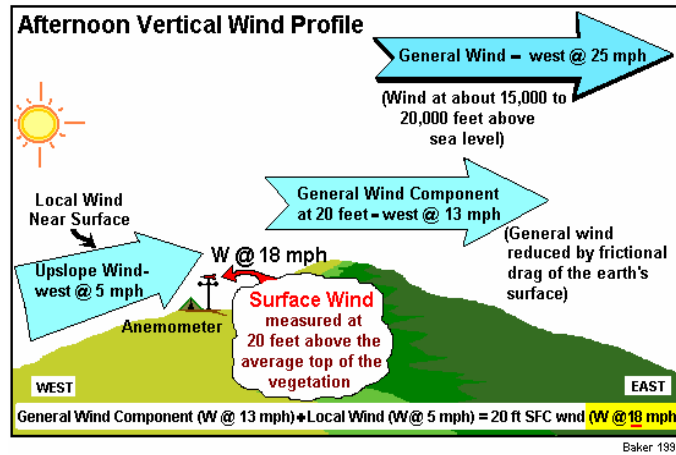 Afternoon Vertical Wind Profile
General Wind – west @ 25 mph
(Wind at about 15,000 to
20,000 feet above
sea level)
Local Wind
Near Surface
General Wind Component
at 20 feet – west @ 13 mph
(General wind
reduced by frictional
drag of the earth's
surface)
W @ 18 mph
Upslope Wind-
west @ 5 mph
Anemometer
Surface Wind
measured at
20 feet above the
average top of the
vegetation
WEST
EAST
General Wind Component (W @ 13 mph)+Local Wind (W@ 5 mph) = 20 ft SFC wnd (W @18 mph
Baker 199